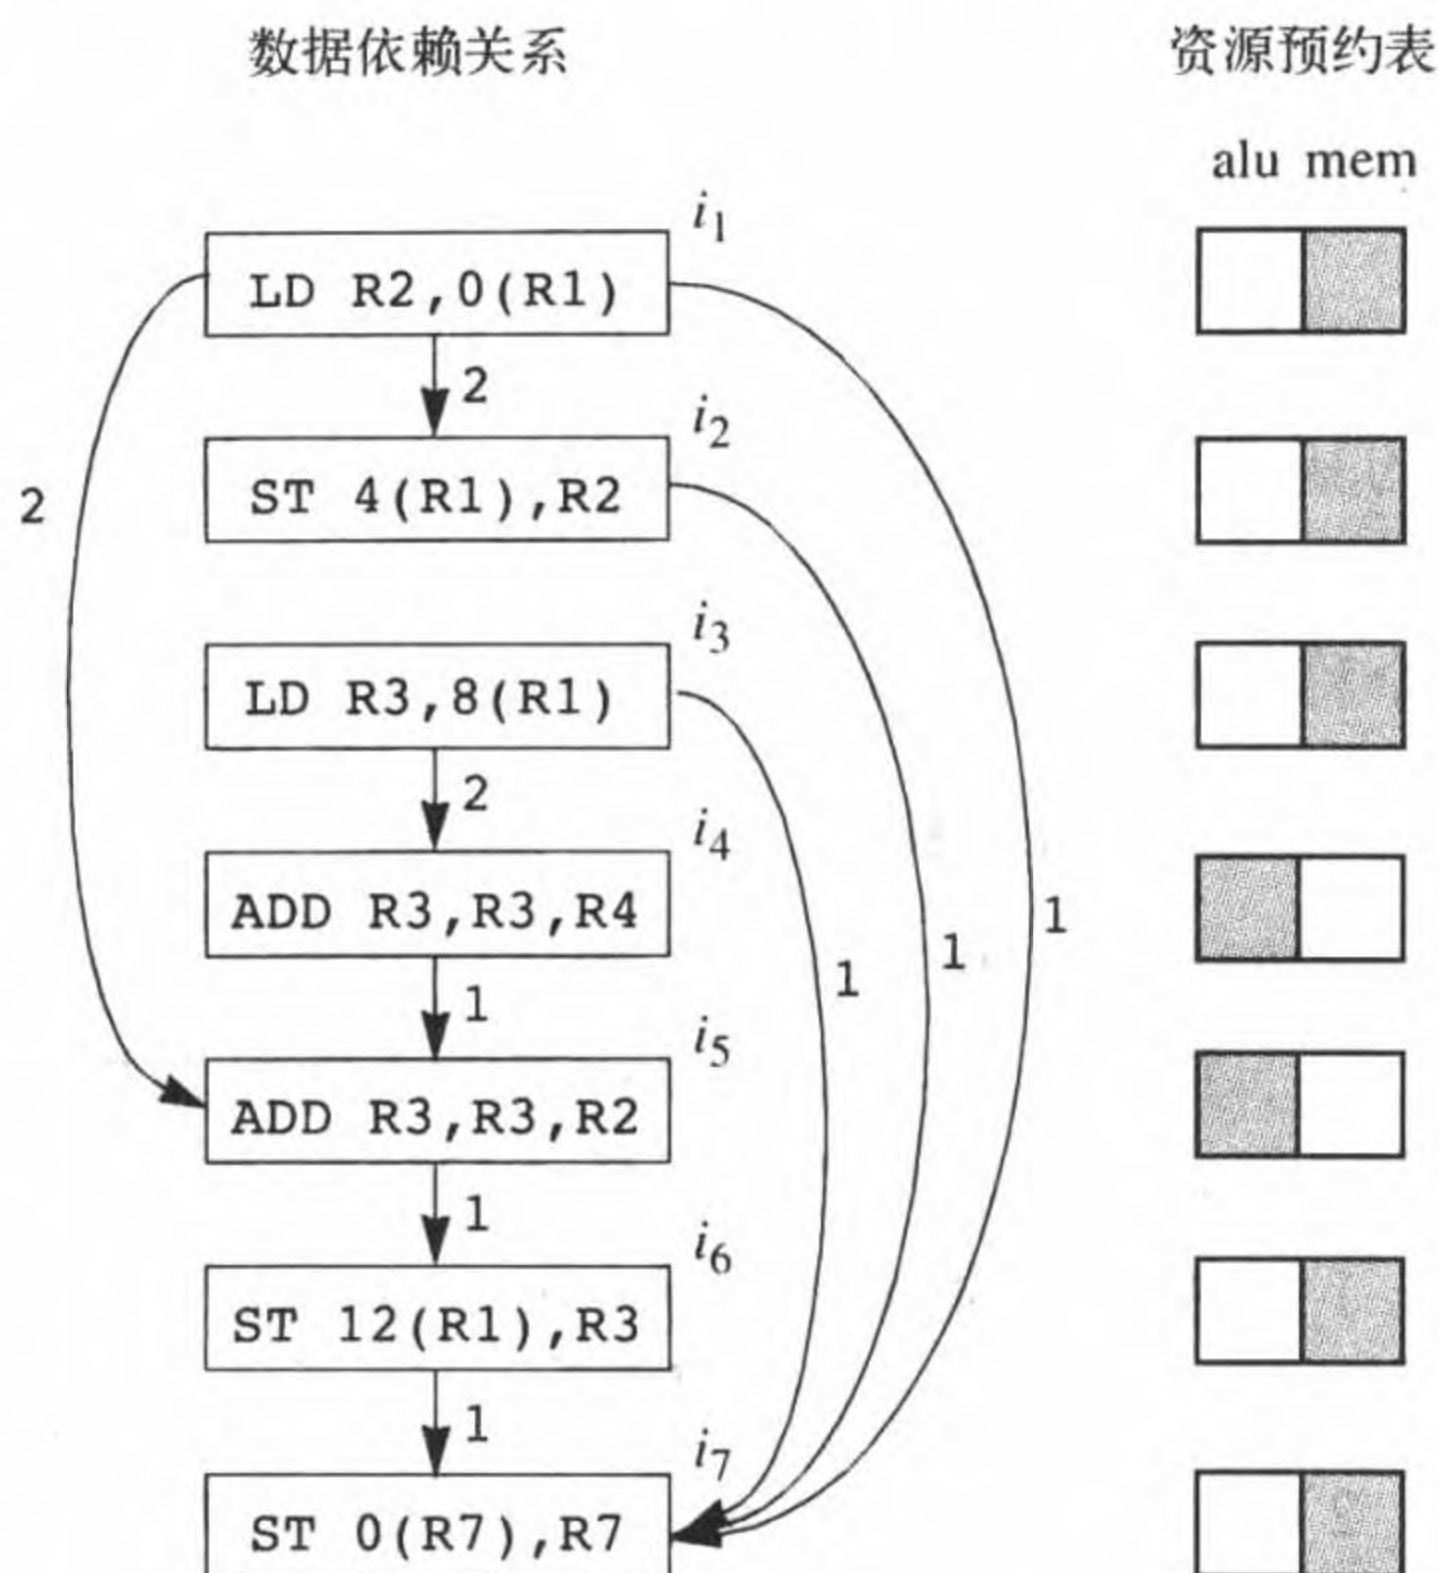 数据依赖关系 资源预约表
alu mem
i1
LD R2,0(R1)
2
i2
2
ST 4(R1),R2
i3
LD R3,8(R1)
2
i4
ADD R3,R3,R4
1
1
1
1
i5
ADD R3,R3,R2
1
i6
ST 12(R1),R3
1
i7
ST 0(R7),R7